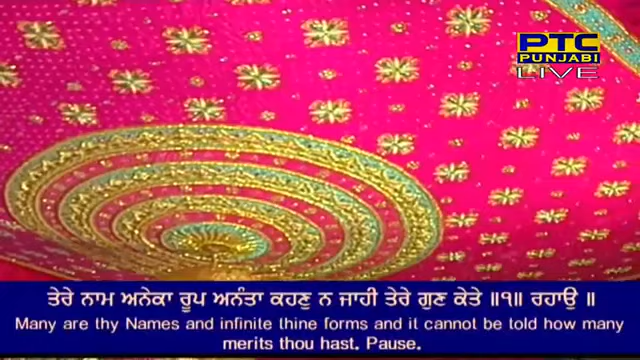 PTC
PUNJABI
LIVE
ਤੇਰੇ ਨਾਮ ਅਨੇਕਾ ਰੂਪ ਅਨੰਤਾ ਕਹਣੁ ਨ ਜਾਹੀ ਤੇਰੇ ਗੁਣ ਕੇਤੇ ॥੧॥ ਰਹਾਉ ॥
Many are thy Names and infinite thine forms and it cannot be told how many
merits thou hast. Pause.